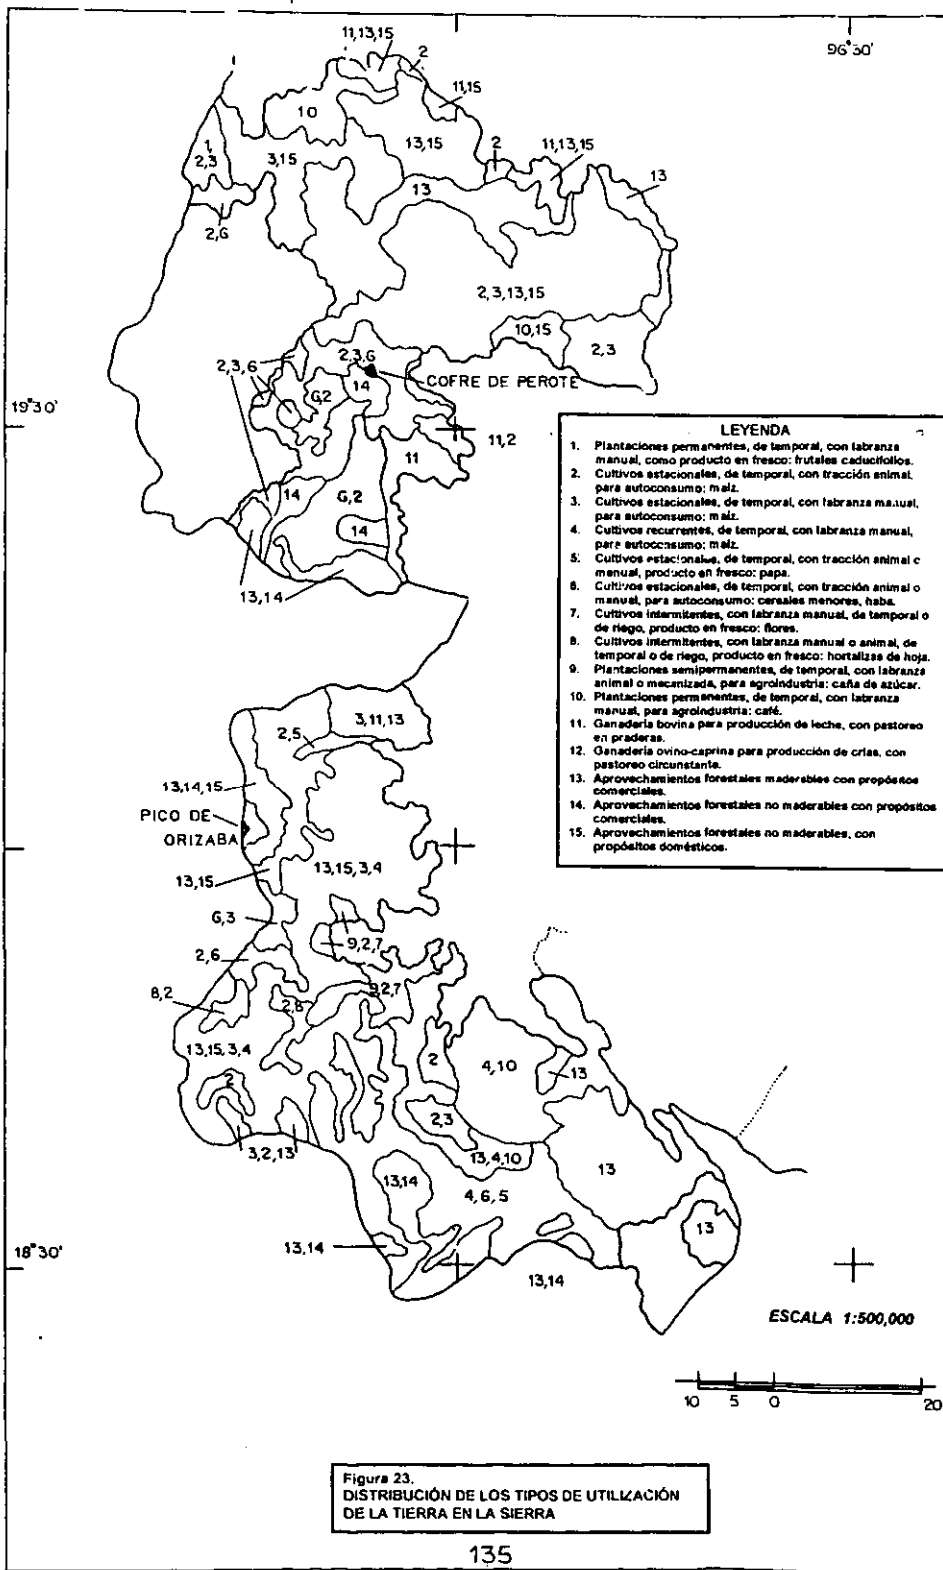 96°30'
11,13,15
2
11,15
10
13,15
1,
2,3
3,15
2
11,13,15
13
13
2,G
2,3,13,15
10,15
2,3
2,3,6
2,3,G
COFRE DE PEROTE
G,2
14
19°30'
11,2
11
14
G,2
14
13,14
LEYENDA
1. Plantaciones permanentes, de temporal, con labranza
manual, como producto en fresco: frutales caducifolios.
2. Cultivos estacionales, de temporal, con tracción animal,
para autoconsumo: maíz.
3. Cultivos estacionales, de temporal, con labranza manual,
para autoconsumo: maíz.
4. Cultivos recurrentes, de temporal, con labranza manual,
para autoconsumo: maíz.
5. Cultivos estacionales, de temporal, con tracción animal o
manual, producto en fresco: papa.
6. Cultivos estacionales, de temporal, con tracción animal o
manual, para autoconsumo: cereales menores, haba.
7. Cultivos intermitentes, con labranza manual, de temporal o
de riego, producto en fresco: flores.
8. Cultivos intermitentes, con labranza manual o animal, de
temporal o de riego, producto en fresco: hortalizas de hoja.
9. Plantaciones semipermanentes, de temporal, con labranza
animal o mecanizada, para agroindustria: caña de azúcar.
10. Plantaciones permanentes, de temporal, con labranza
manual, para agroindustria: café.
11. Ganadería bovina para producción de leche, con pastoreo
en praderas.
12. Ganadería ovino-caprina para producción de crías, con
pastoreo circunstante.
13. Aprovechamientos forestales maderables con propósitos
comerciales.
14. Aprovechamientos forestales no maderables con propósitos
comerciales.
15. Aprovechamientos forestales no maderables, con
propósitos domésticos.
3,11,13
2,5
13,14,15
PICO DE
ORIZABA
13,15
13,15,3,4
G,3
9,2,7
2,6
8,2
2,8
9,2,7
13,15,3,4
2
2
4,10
13
2,3
3,2,13
13,4,10
13
13,14
4,6,5
13
18°30'
13,14
13,14
ESCALA 1:500,000
10 5 0 20
Figura 23.
DISTRIBUCIÓN DE LOS TIPOS DE UTILIZACIÓN
DE LA TIERRA EN LA SIERRA
135